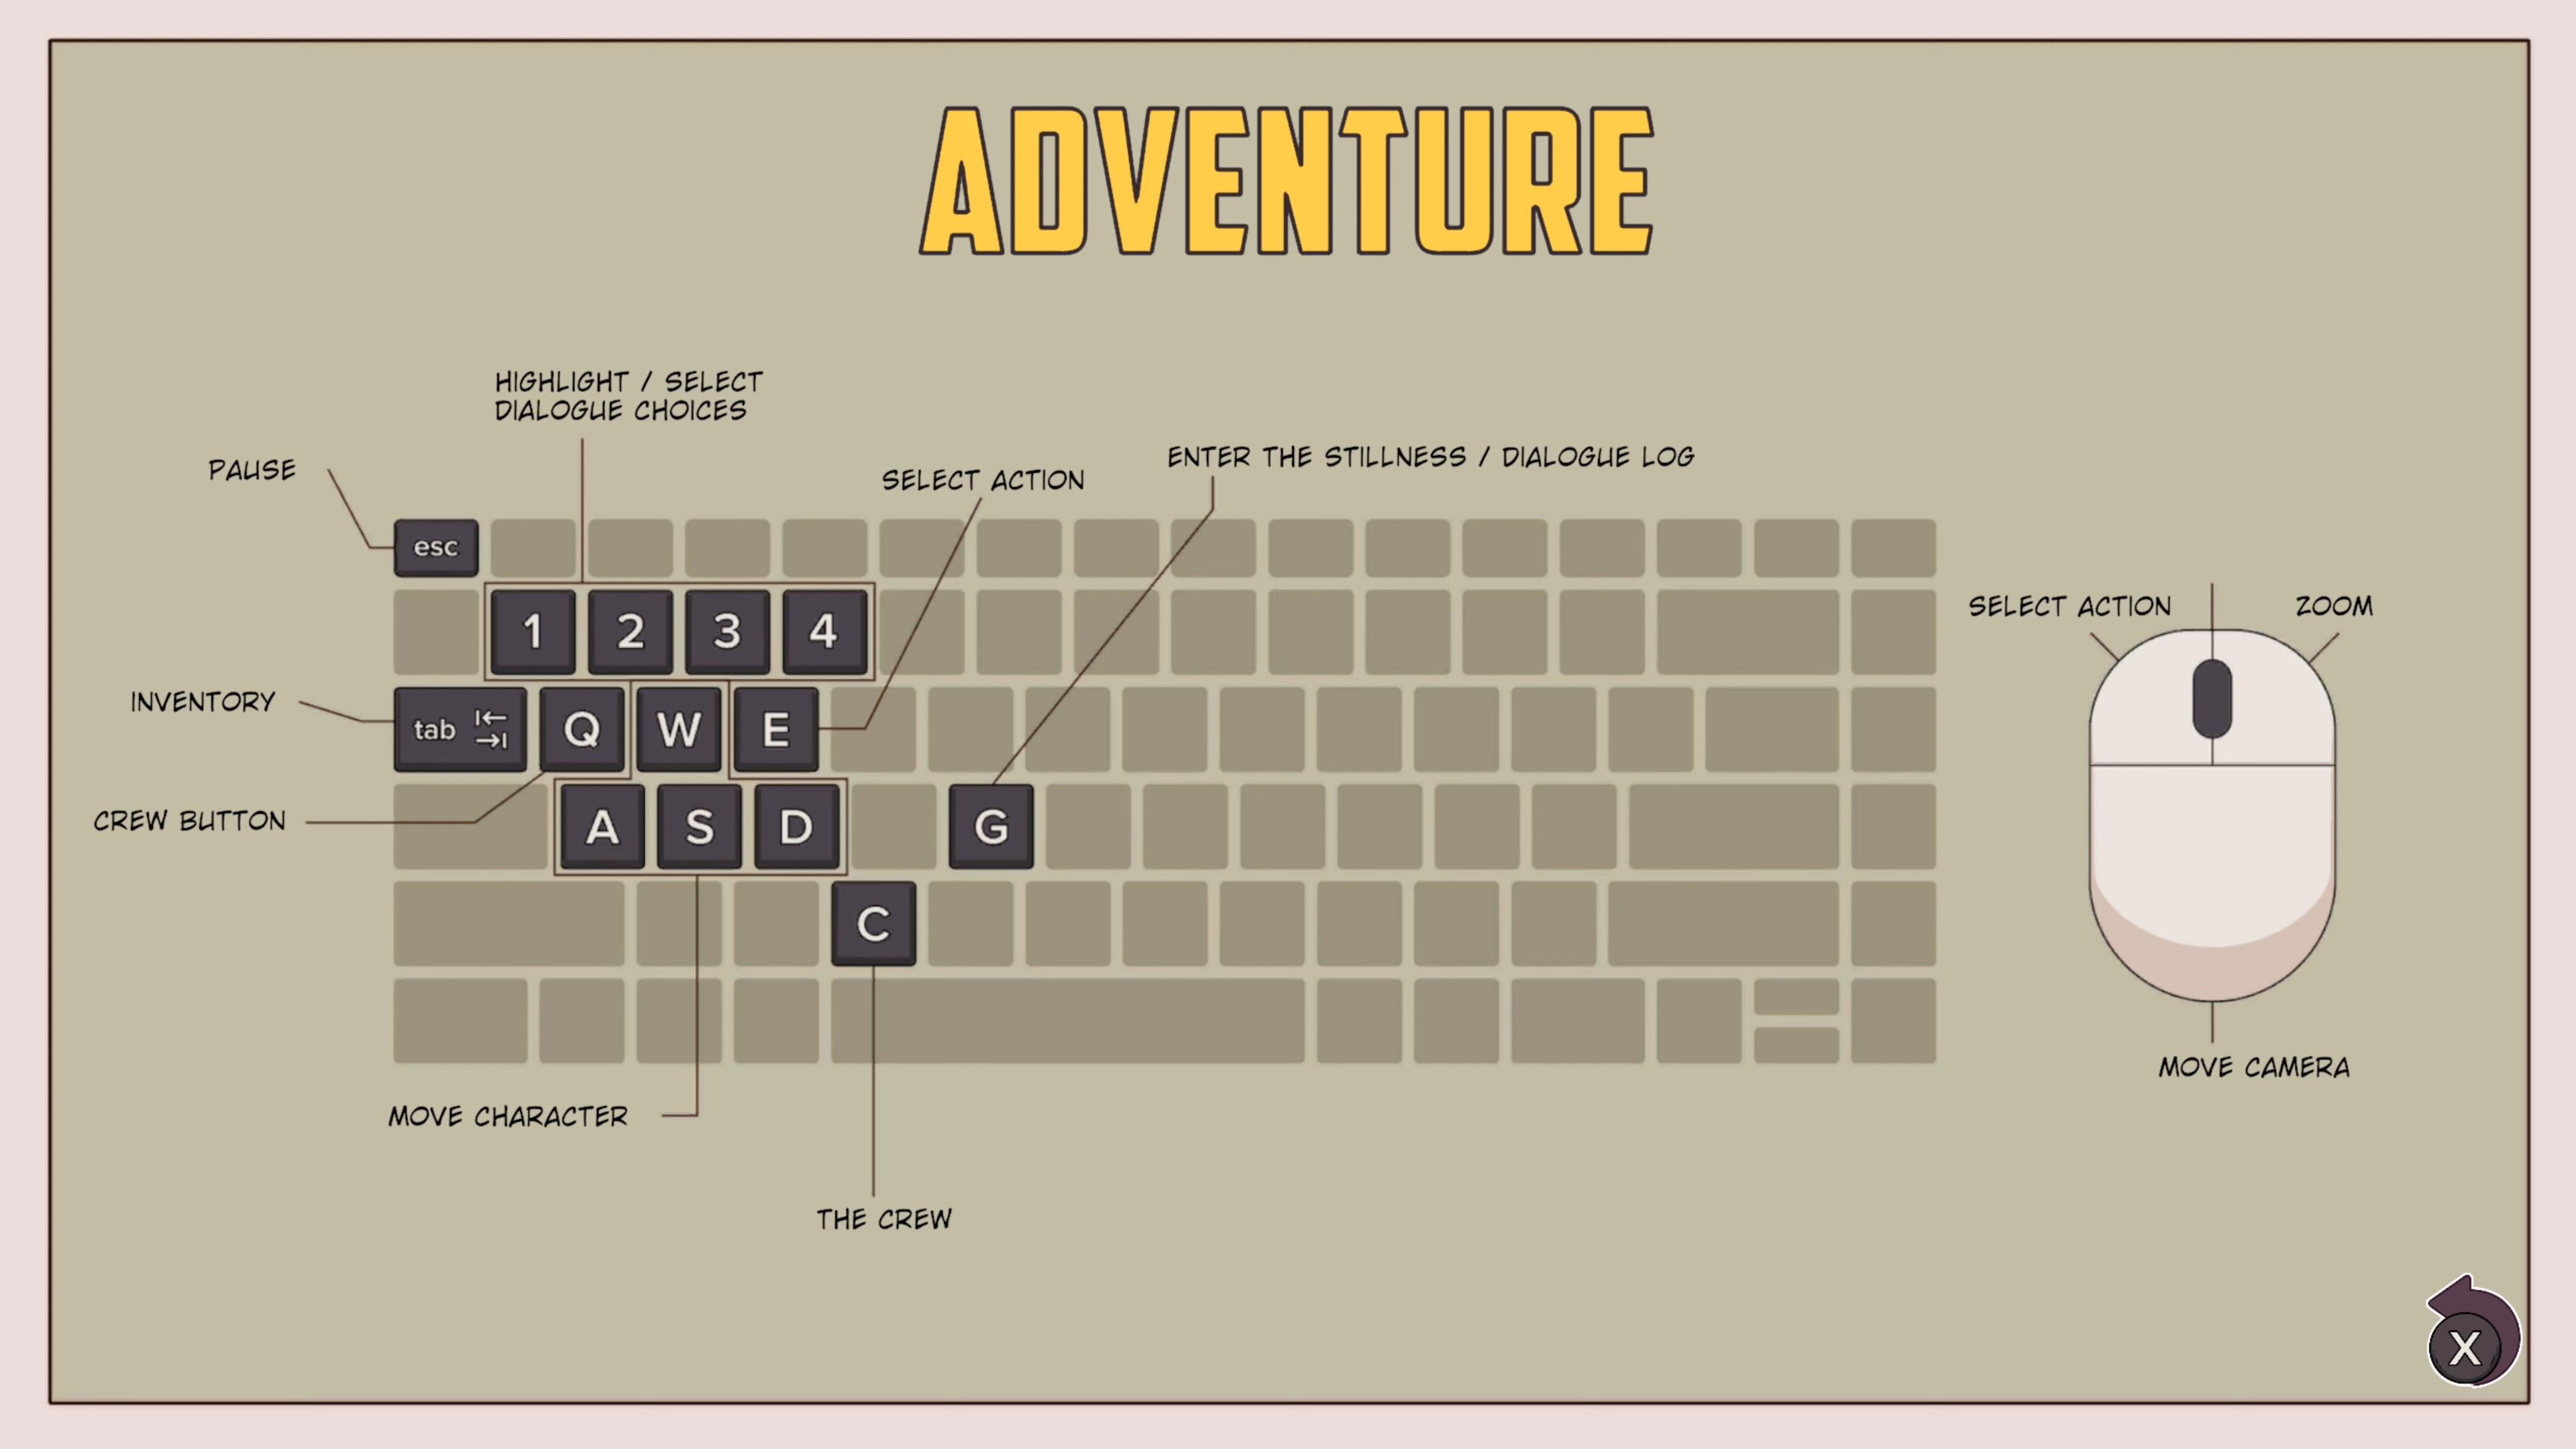 ADVENTURE
HIGHLIGHT / SELECT
DIALOGUE CHOICES
PAUSE
SELECT ACTION
ENTER THE STILLNESS / DIALOGUE LOG
esc
1 2 3 4
SELECT ACTION
ZOOM
INVENTORY
tab Q W E
CREW BUTTON
A S D G
C
MOVE CAMERA
MOVE CHARACTER
THE CREW
X